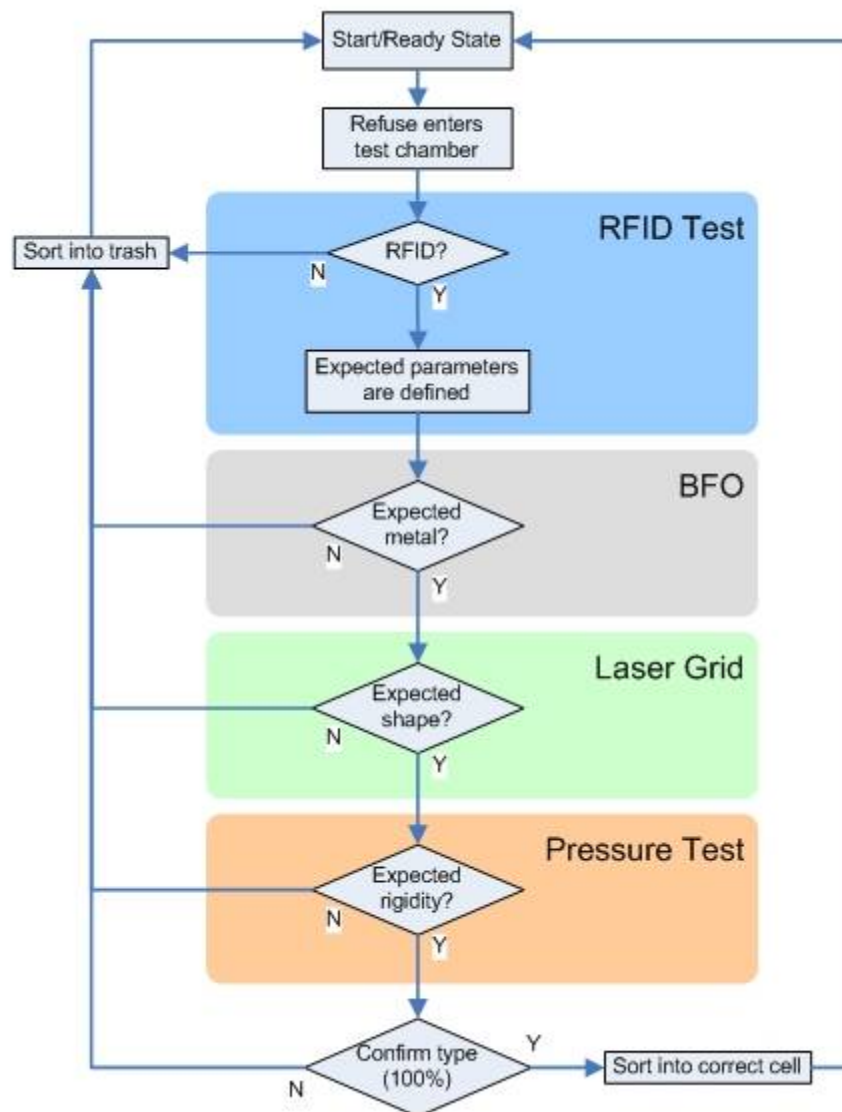 Start/Ready State
Refuse enters
test chamber
RFID Test
Sort into trash
RFID?
N
Y
Expected parameters
are defined
BFO
Expected
metal?
N
Y
Laser Grid
Expected
shape?
N
Y
Pressure Test
Expected
rigidity?
N
Y
Confirm type
(100%)
Y
N
Sort into correct cell